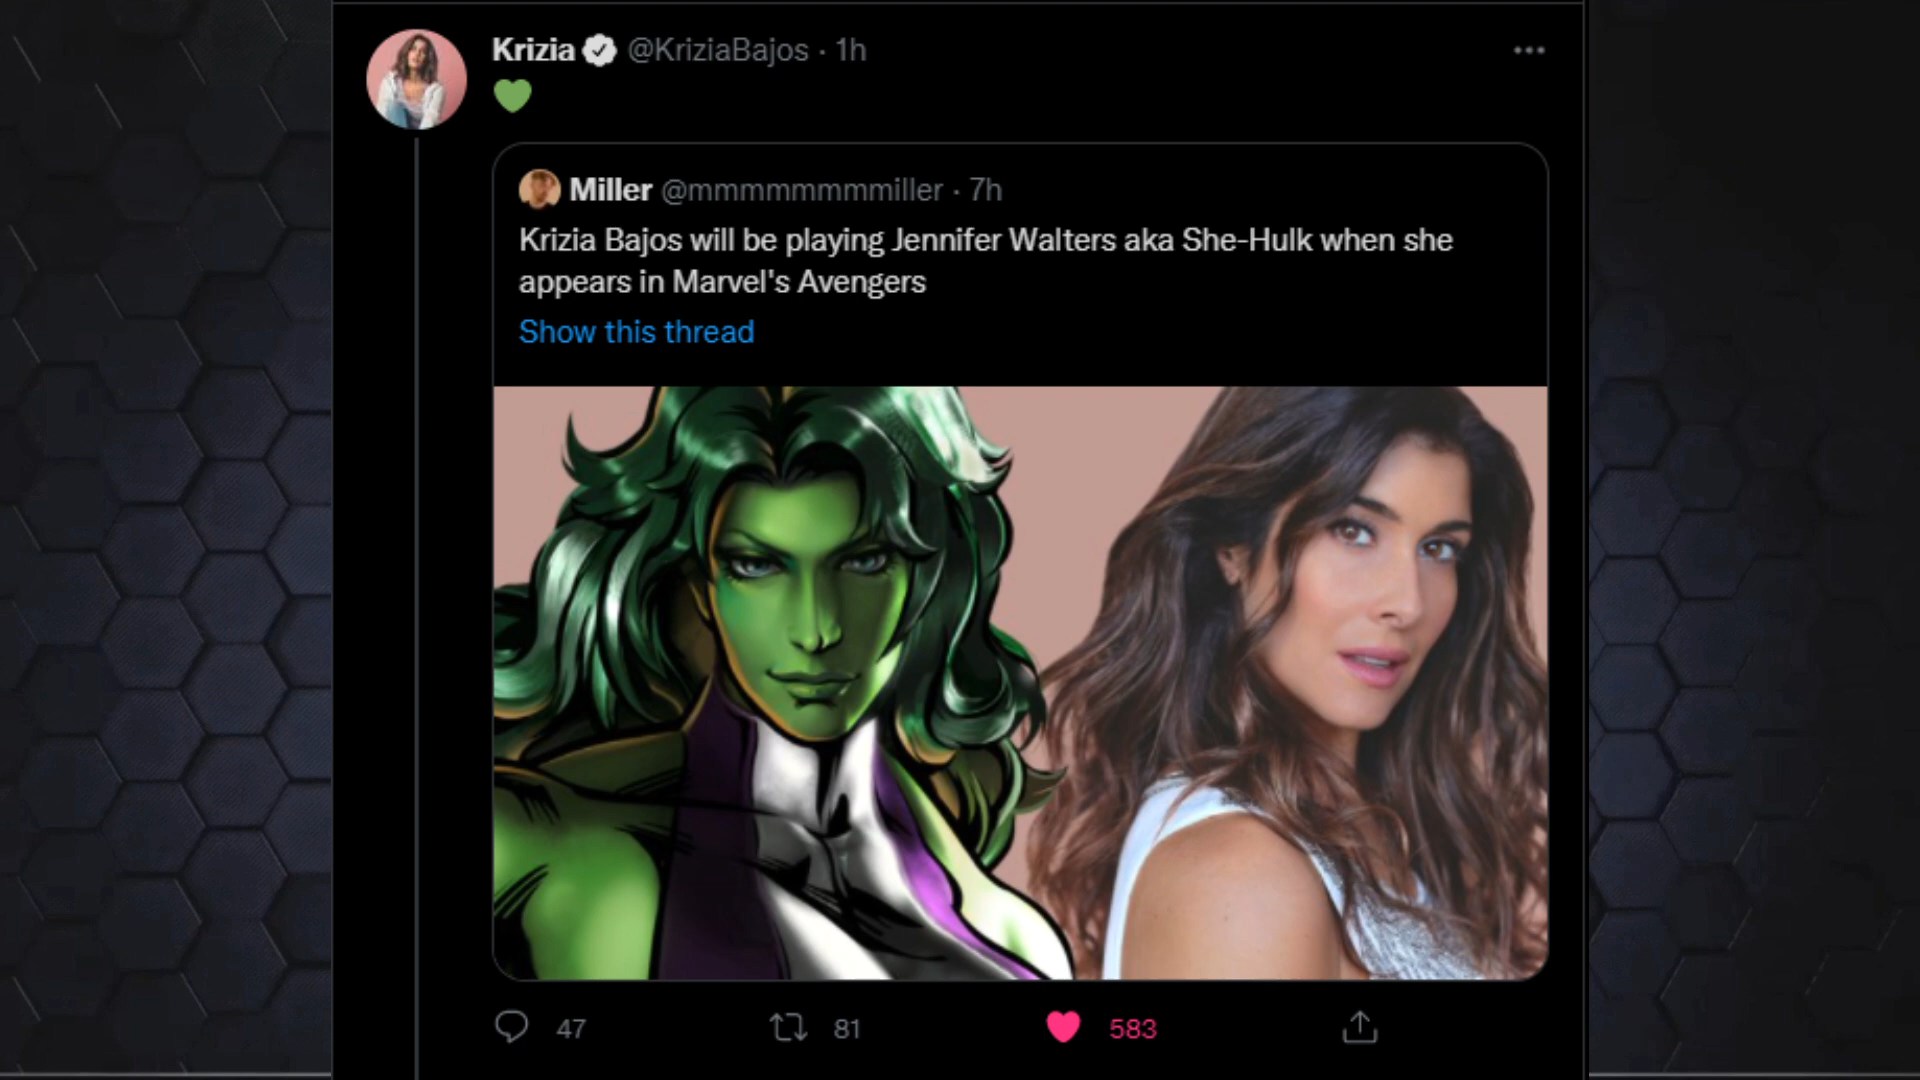 Krizia @KriziaBajos · 1h
💚
Miller @mmmmmmmmiller · 7h
Krizia Bajos will be playing Jennifer Walters aka She-Hulk when she
appears in Marvel's Avengers
Show this thread
47 81 583